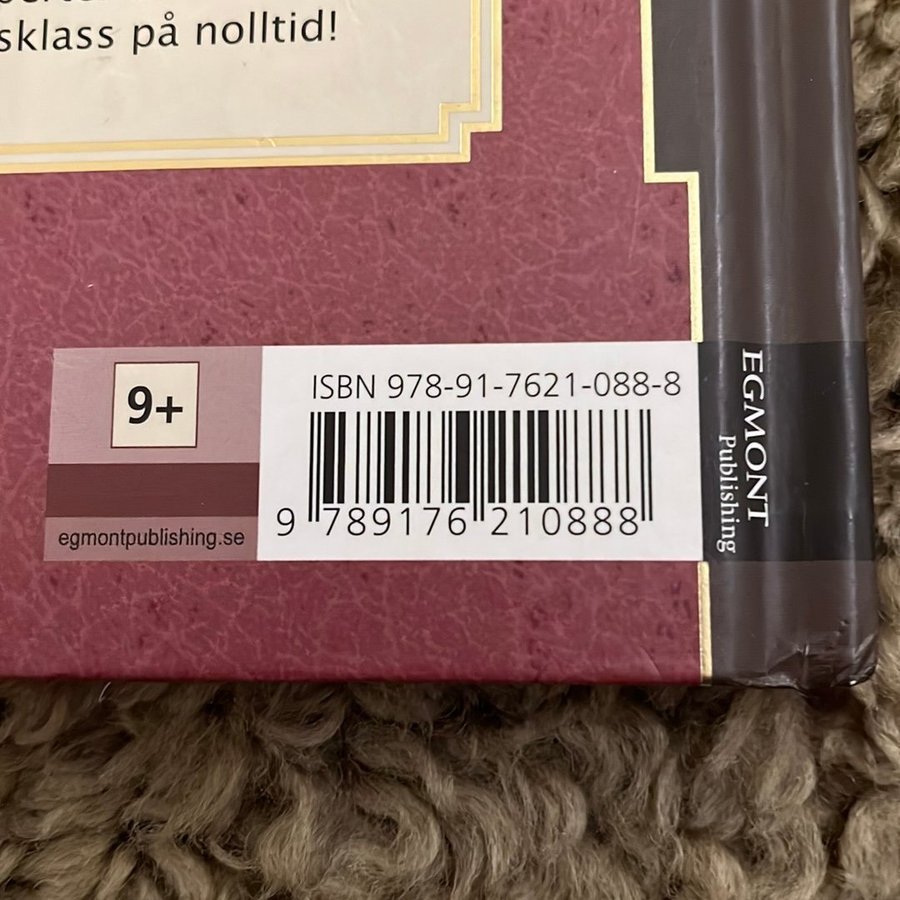 sklass på nolltid!
ISBN 978-91-7621-088-8
9+
9 789176 210888
egmontpublishing.se
EGMONT
Publishing